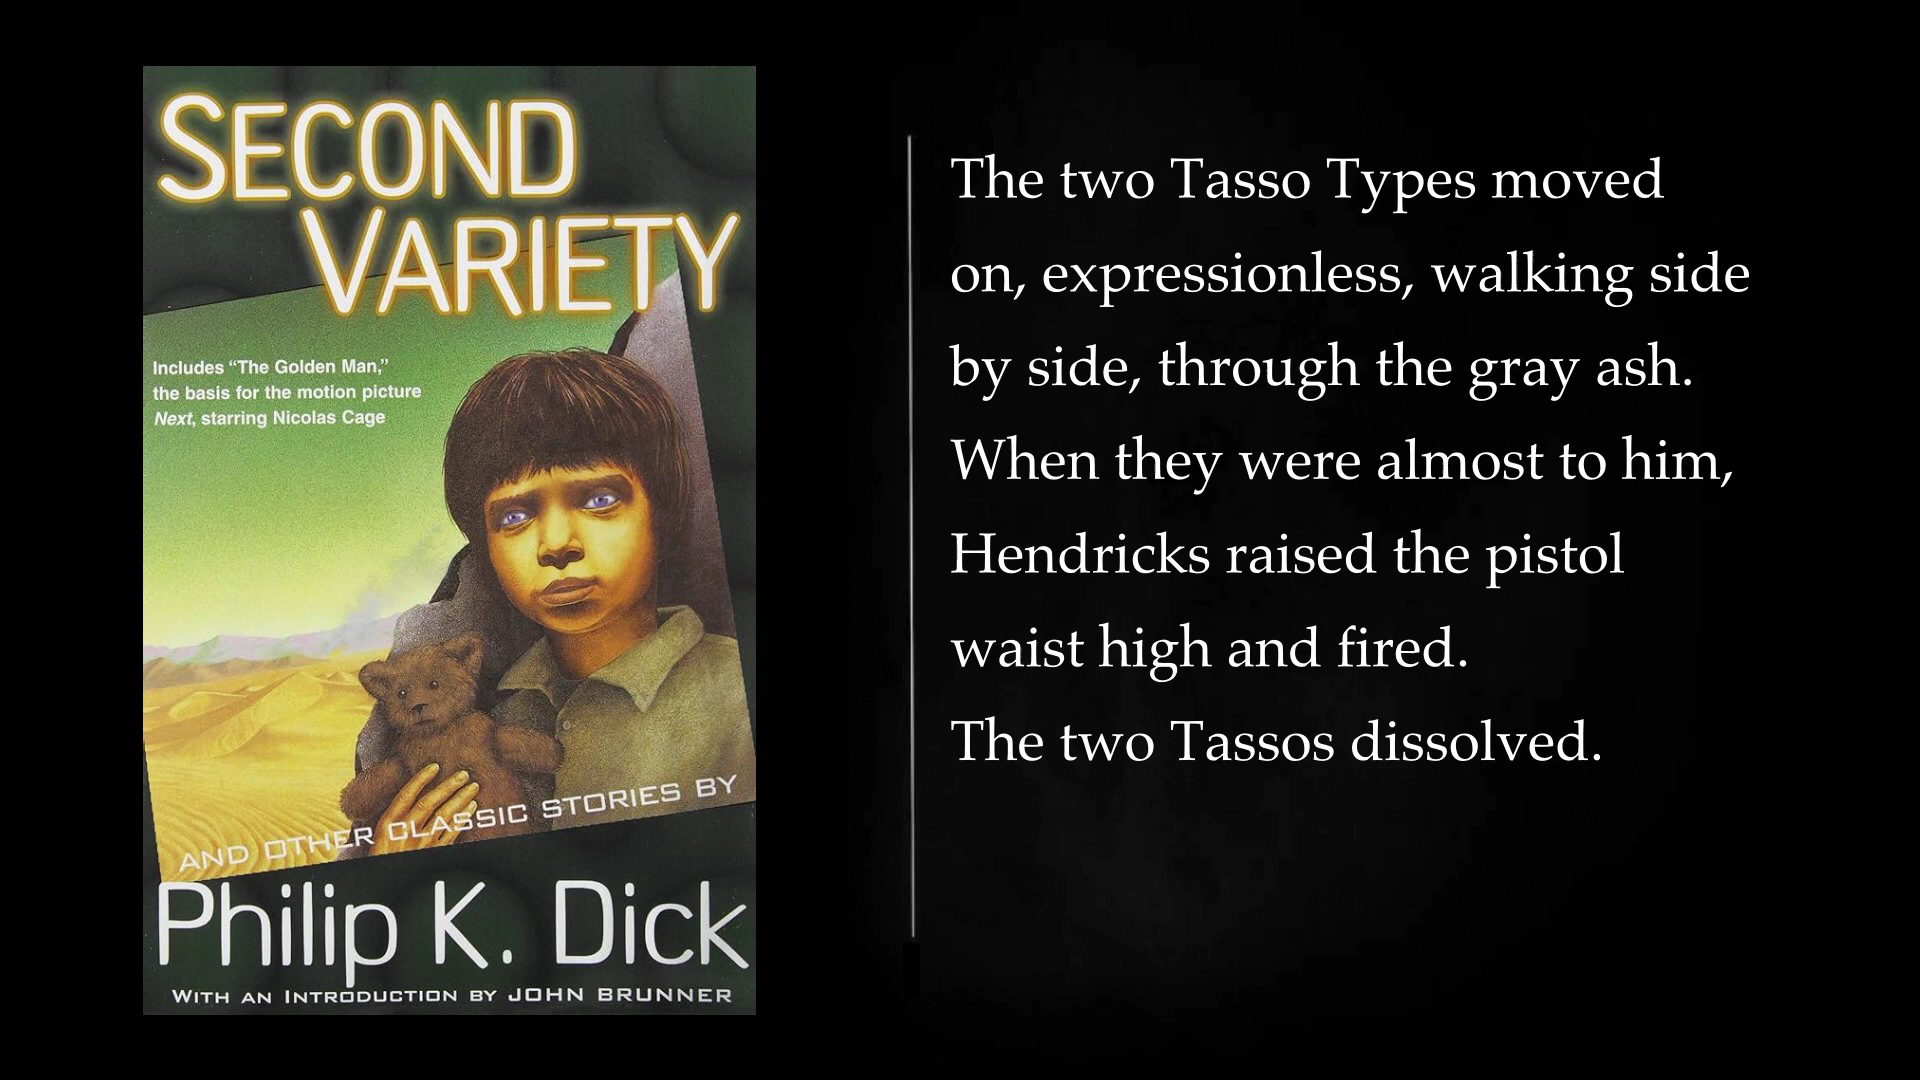 SECOND
VARIETY
Includes “The Golden Man,”
the basis for the motion picture
Next, starring Nicolas Cage
AND OTHER CLASSIC STORIES BY
Philip K. Dick
WITH AN INTRODUCTION BY JOHN BRUNNER
The two Tasso Types moved
on, expressionless, walking side
by side, through the gray ash.
When they were almost to him,
Hendricks raised the pistol
waist high and fired.
The two Tassos dissolved.